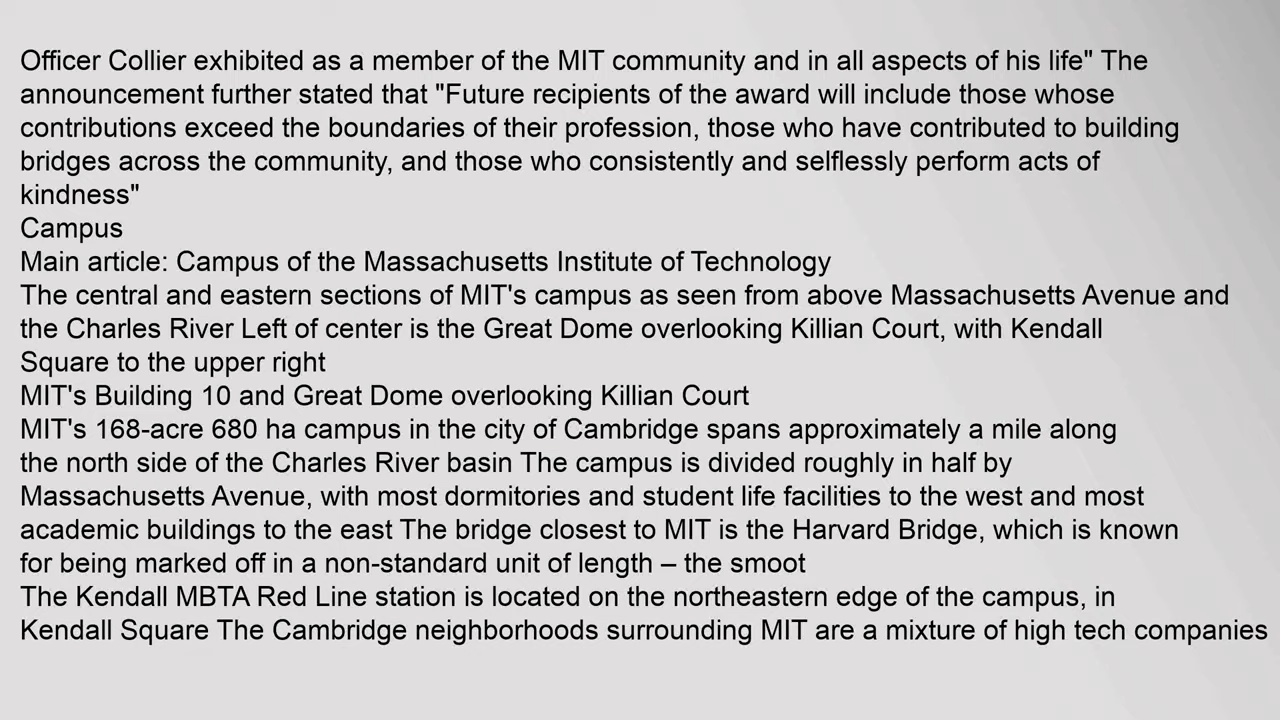 Officer Collier exhibited as a member of the MIT community and in all aspects of his life" The
announcement further stated that "Future recipients of the award will include those whose
contributions exceed the boundaries of their profession, those who have contributed to building
bridges across the community, and those who consistently and selflessly perform acts of
kindness"
Campus
Main article: Campus of the Massachusetts Institute of Technology
The central and eastern sections of MIT's campus as seen from above Massachusetts Avenue and
the Charles River Left of center is the Great Dome overlooking Killian Court, with Kendall
Square to the upper right
MIT's Building 10 and Great Dome overlooking Killian Court
MIT's 168-acre 680 ha campus in the city of Cambridge spans approximately a mile along
the north side of the Charles River basin The campus is divided roughly in half by
Massachusetts Avenue, with most dormitories and student life facilities to the west and most
academic buildings to the east The bridge closest to MIT is the Harvard Bridge, which is known
for being marked off in a non-standard unit of length – the smoot
The Kendall MBTA Red Line station is located on the northeastern edge of the campus, in
Kendall Square The Cambridge neighborhoods surrounding MIT are a mixture of high tech companies